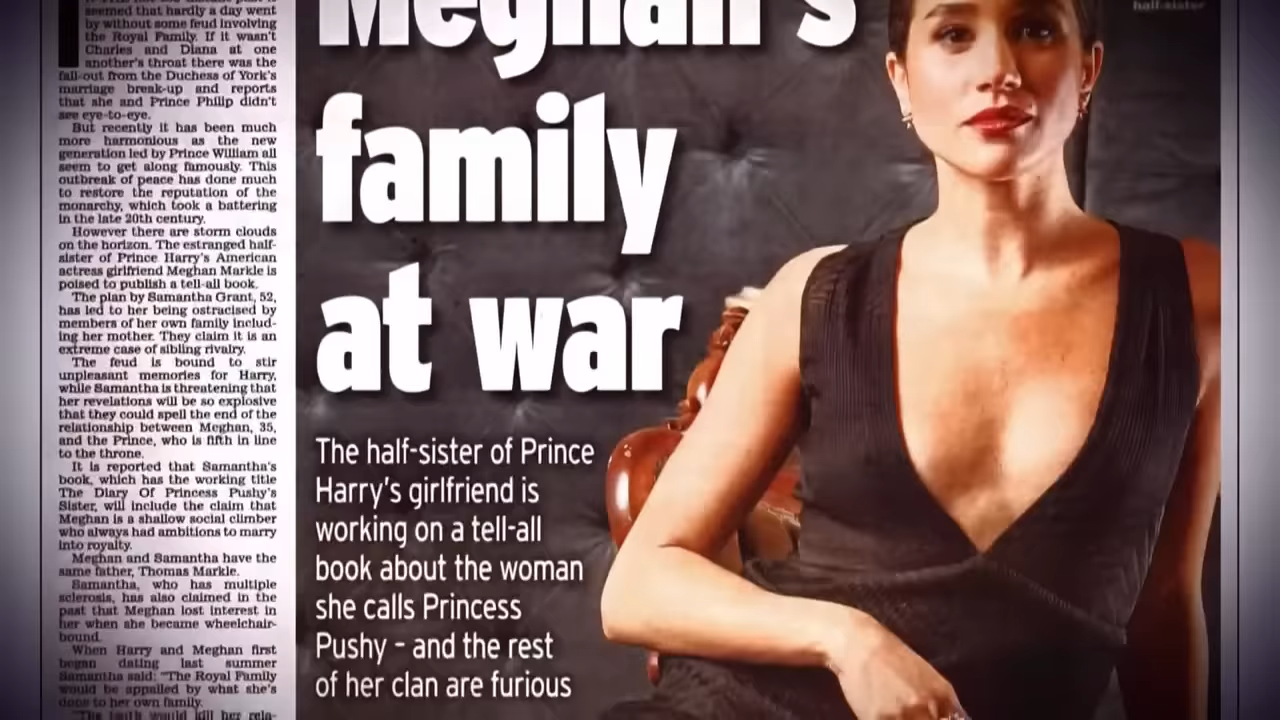 seemed that hardly a day went
by without some feud involving
the Royal Family. If it wasn't
Charles and Diana at one
another's throat there was the
fall-out from the Duchess of York's
marriage break-up and reports
that she and Prince Philip didn't
see eye-to-eye.
But recently it has been much
more harmonious as the new
generation led by Prince William all
seem to get along famously. This
outbreak of peace has done much
to restore the reputation of the
monarchy, which took a battering
in the late 20th century.
However there are storm clouds
on the horizon. The estranged half-
sister of Prince Harry's American
actress girlfriend Meghan Markle is
poised to publish a tell-all book.
The plan by Samantha Grant, 52,
has led to her being ostracised by
members of her own family includ-
ing her mother. They claim it is an
extreme case of sibling rivalry.
The feud is bound to stir
unpleasant memories for Harry,
while Samantha is threatening that
her revelations will be so explosive
that they could spell the end of the
relationship between Meghan, 35,
and the Prince, who is fifth in line
to the throne.
It is reported that Samantha's
book, which has the working title
The Diary Of Princess Pushy's
Sister, will include the claim that
Meghan is a shallow social climber
who always had ambitions to marry
into royalty.
Meghan and Samantha have the
same father, Thomas Markle.
Samantha, who has multiple
sclerosis, has also claimed in the
past that Meghan lost interest in
her when she became wheelchair-
bound.
When Harry and Meghan first
began dating last summer
Samantha said: "The Royal Family
would be appalled by what she's
done to her own family.
"The truth would kill her rela-
Meghan's
family
at war
The half-sister of Prince
Harry's girlfriend is
working on a tell-all
book about the woman
she calls Princess
Pushy – and the rest
of her clan are furious
half-sister